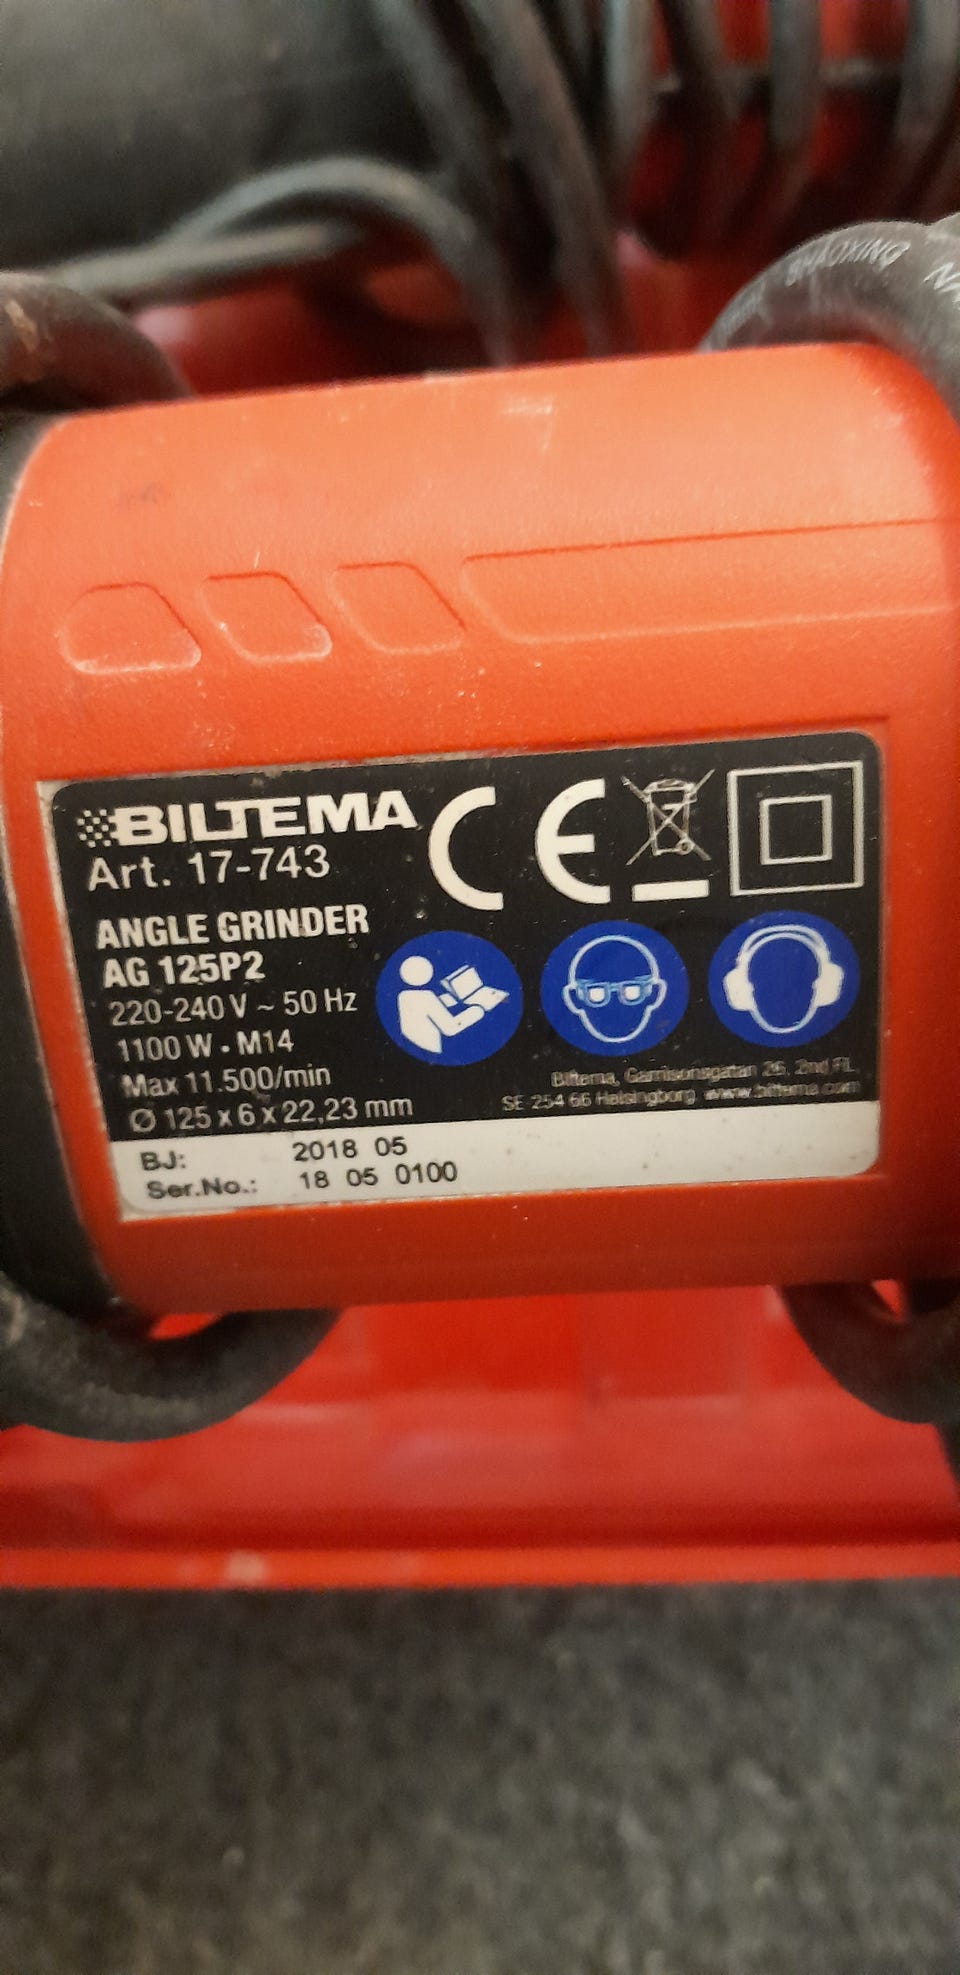 SHAOXING
BILTEMA
Art. 17-743
CE
ANGLE GRINDER
AG 125P2
220-240 V ~ 50 Hz
1100 W • M14
Max 11.500/min
Ø 125 x 6 x 22,23 mm
Biltema, Garnisonsgatan 26, 2nd FL,
SE 254 66 Helsingborg www.biltema.com
BJ: 2018 05
Ser.No.: 18 05 0100